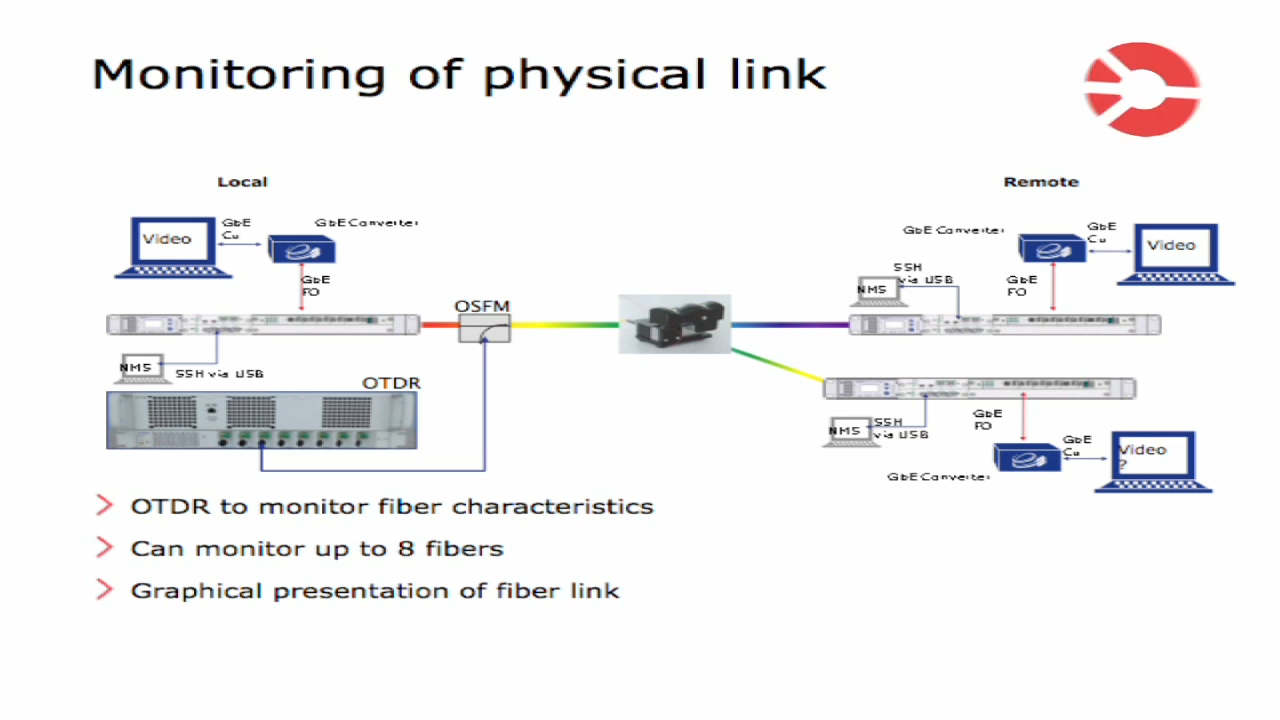 Monitoring of physical link
Local
Remote
GbE
Cu
GbE Converter
Video
GbE
FO
OSFM
NMS
SSH via USB
OTDR
GbE Converter
GbE
Cu
Video
SSH
via USB
NMS
GbE
FO
SSH
via USB
NMS
GbE
FO
GbE
Cu
Video
?
GbE Converter
OTDR to monitor fiber characteristics
Can monitor up to 8 fibers
Graphical presentation of fiber link